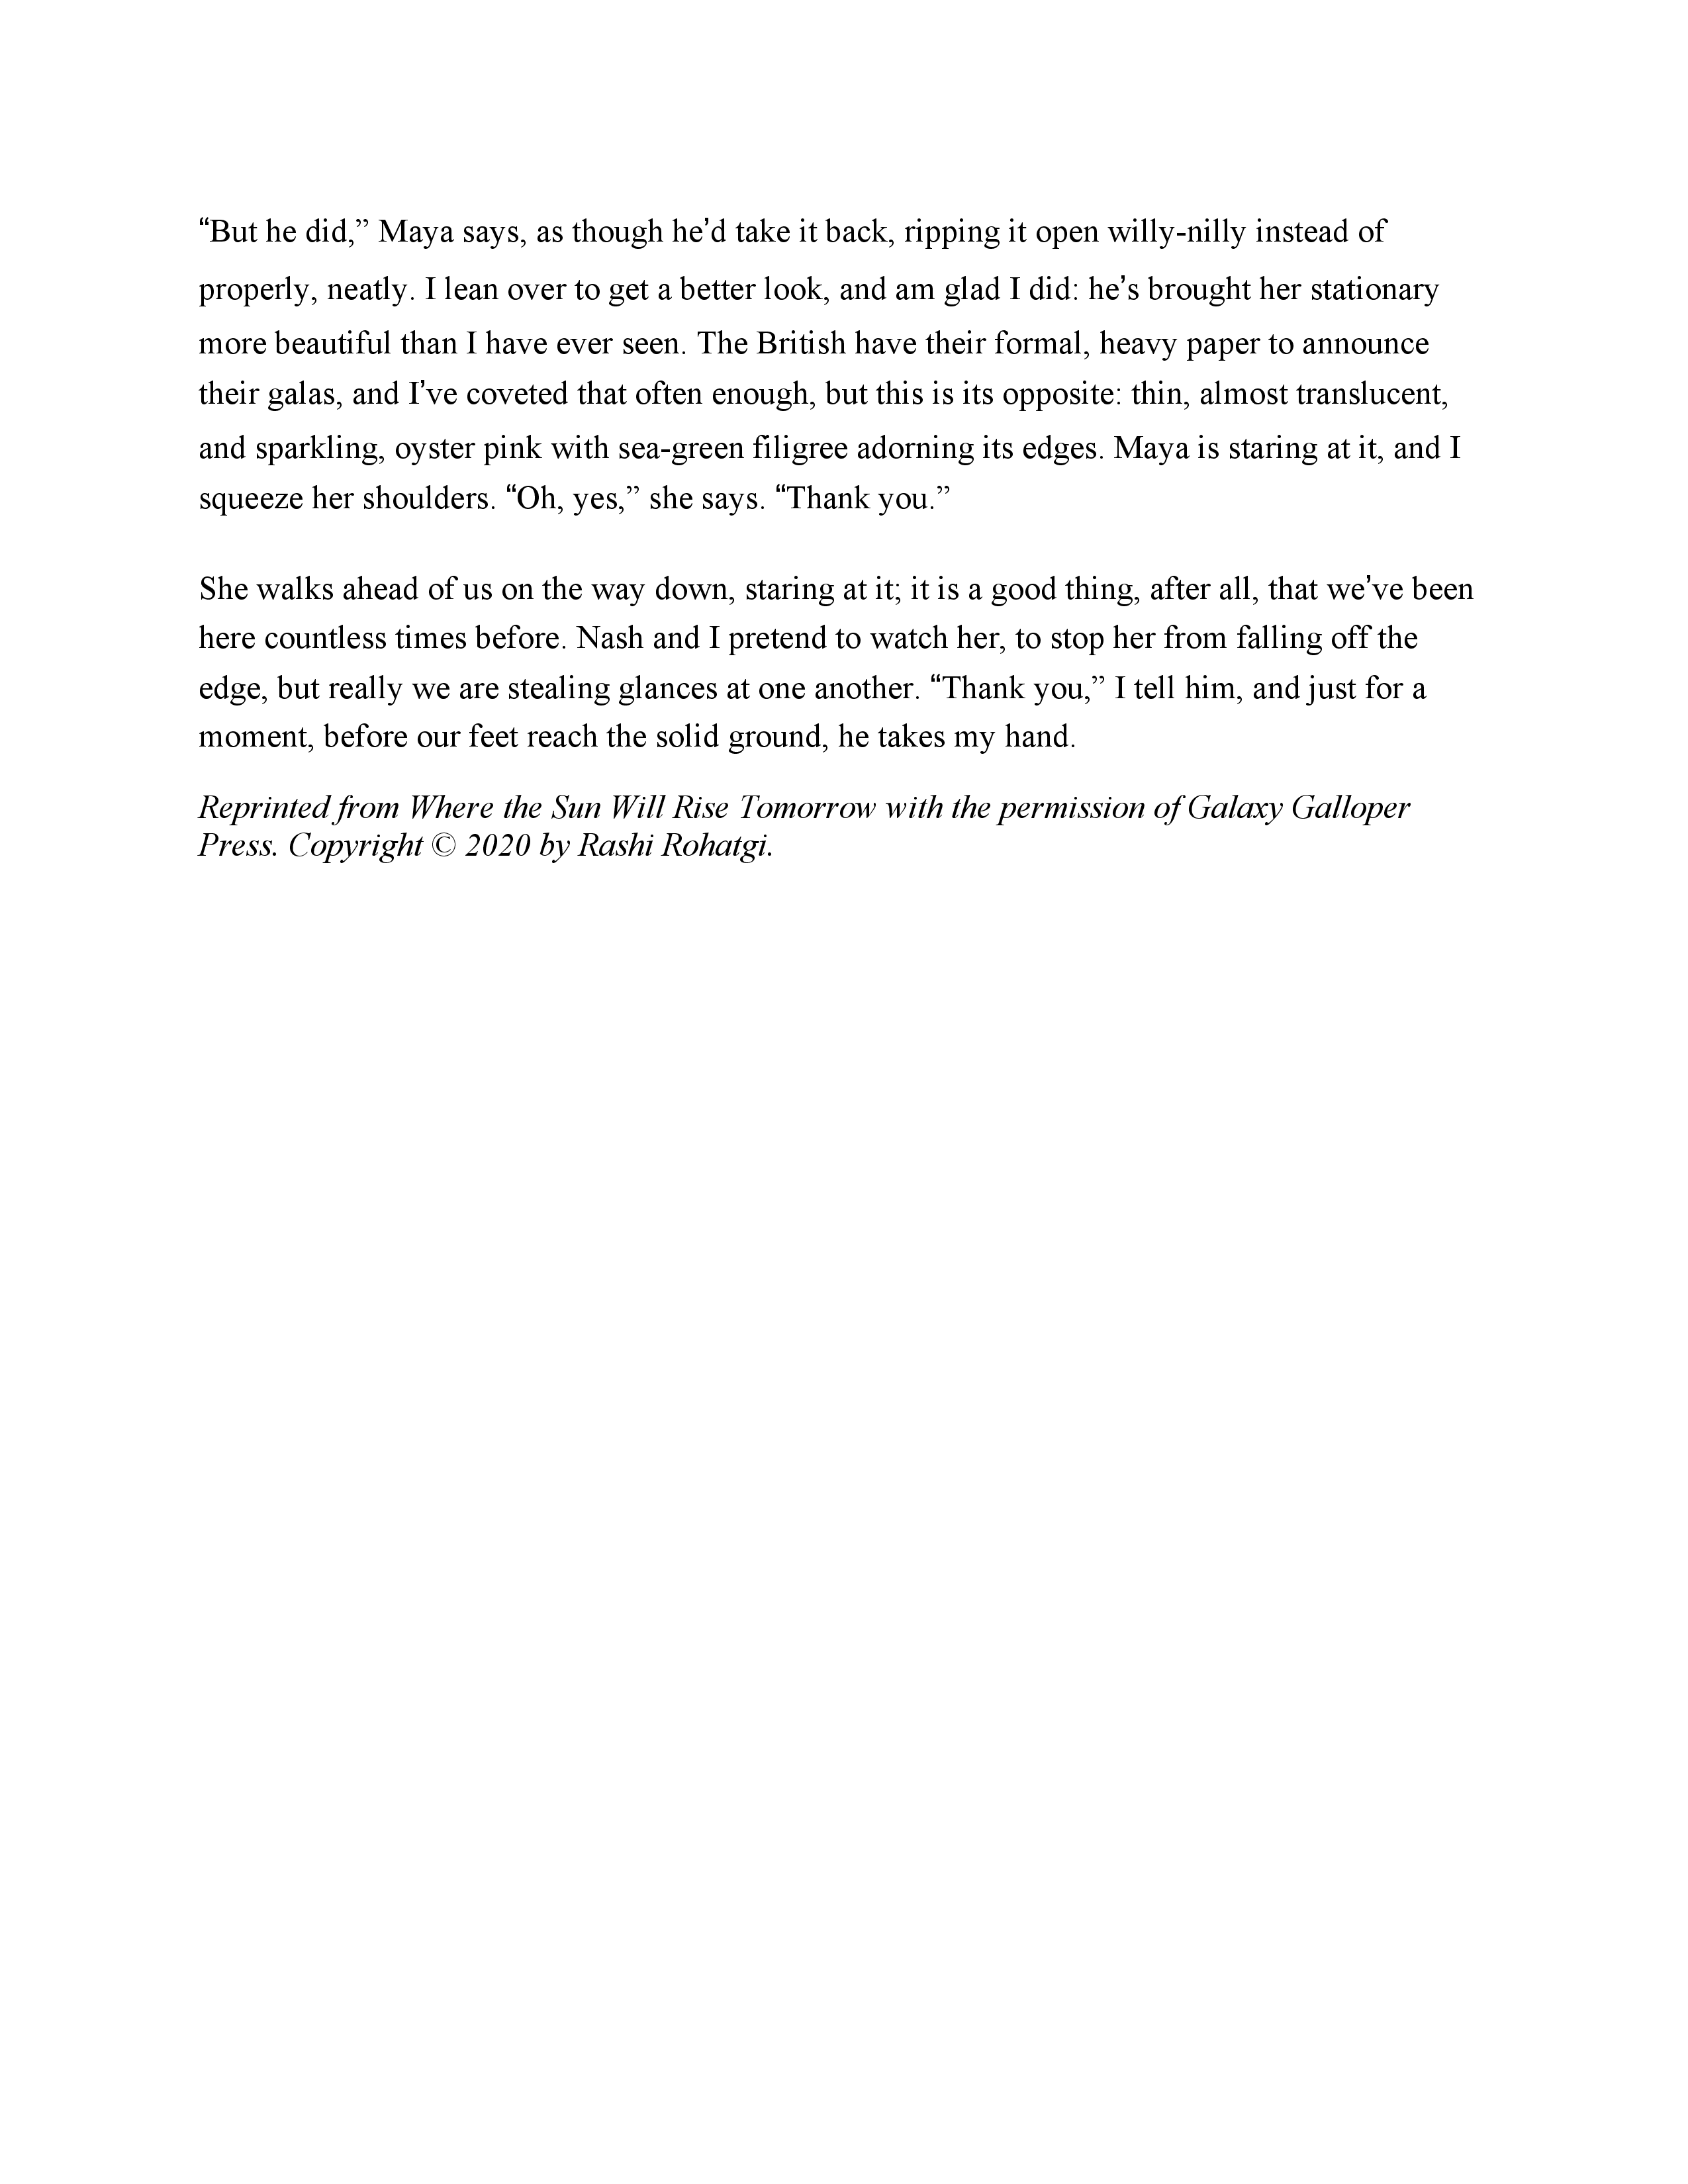 “But he did,” Maya says, as though he’d take it back, ripping it open willy-nilly instead of
properly, neatly. I lean over to get a better look, and am glad I did: he’s brought her stationary
more beautiful than I have ever seen. The British have their formal, heavy paper to announce
their galas, and I’ve coveted that often enough, but this is its opposite: thin, almost translucent,
and sparkling, oyster pink with sea-green filigree adorning its edges. Maya is staring at it, and I
squeeze her shoulders. “Oh, yes,” she says. “Thank you.”
She walks ahead of us on the way down, staring at it; it is a good thing, after all, that we’ve been
here countless times before. Nash and I pretend to watch her, to stop her from falling off the
edge, but really we are stealing glances at one another. “Thank you,” I tell him, and just for a
moment, before our feet reach the solid ground, he takes my hand.
Reprinted from Where the Sun Will Rise Tomorrow with the permission of Galaxy Galloper
Press. Copyright © 2020 by Rashi Rohatgi.